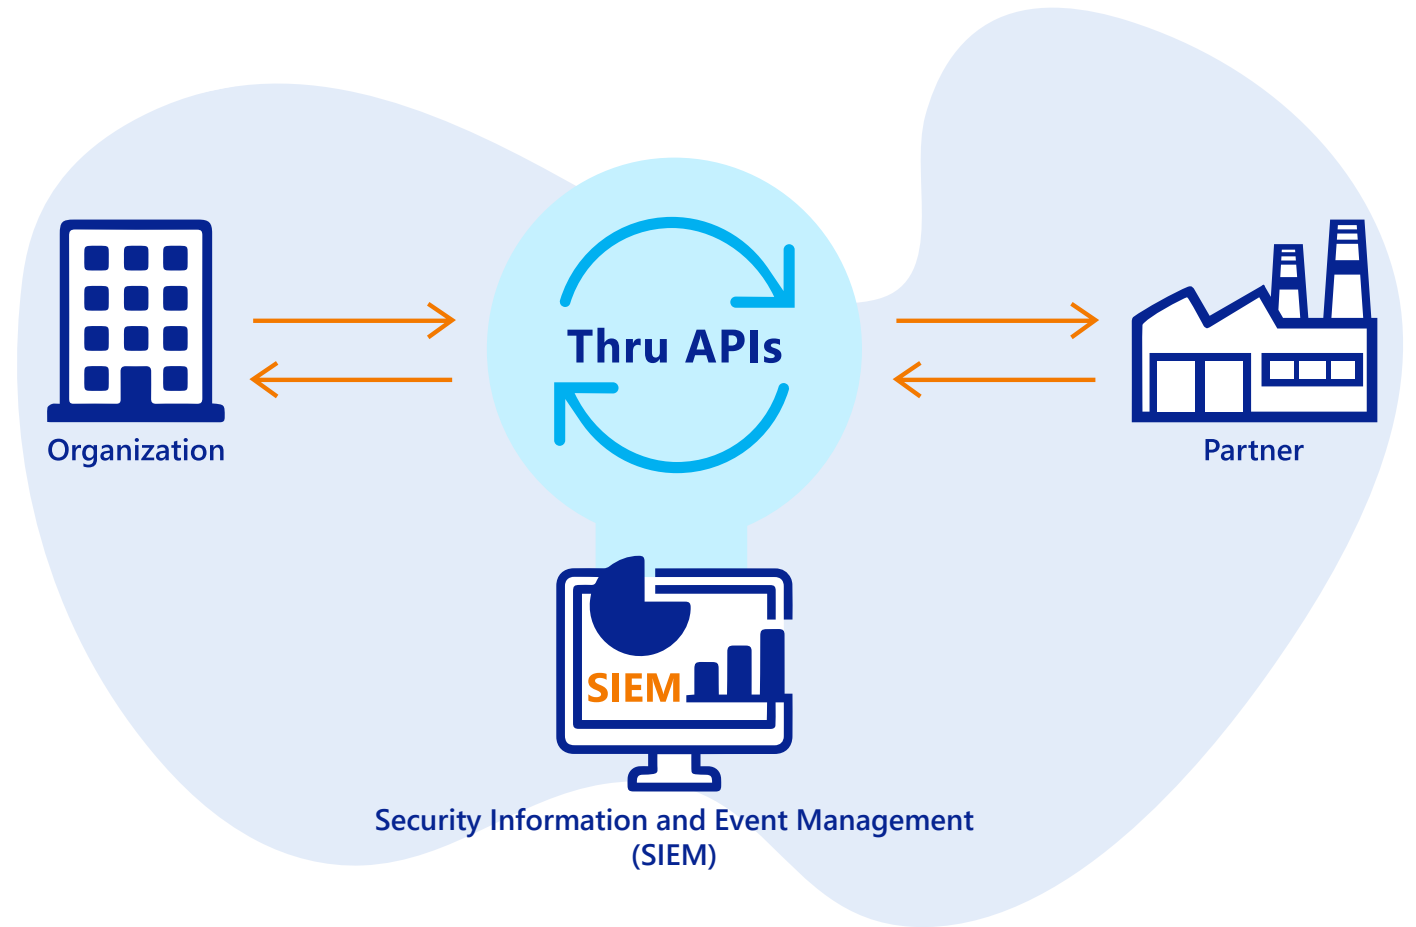 Thru APIs
Organization
Partner
SIEM
Security Information and Event Management
(SIEM)